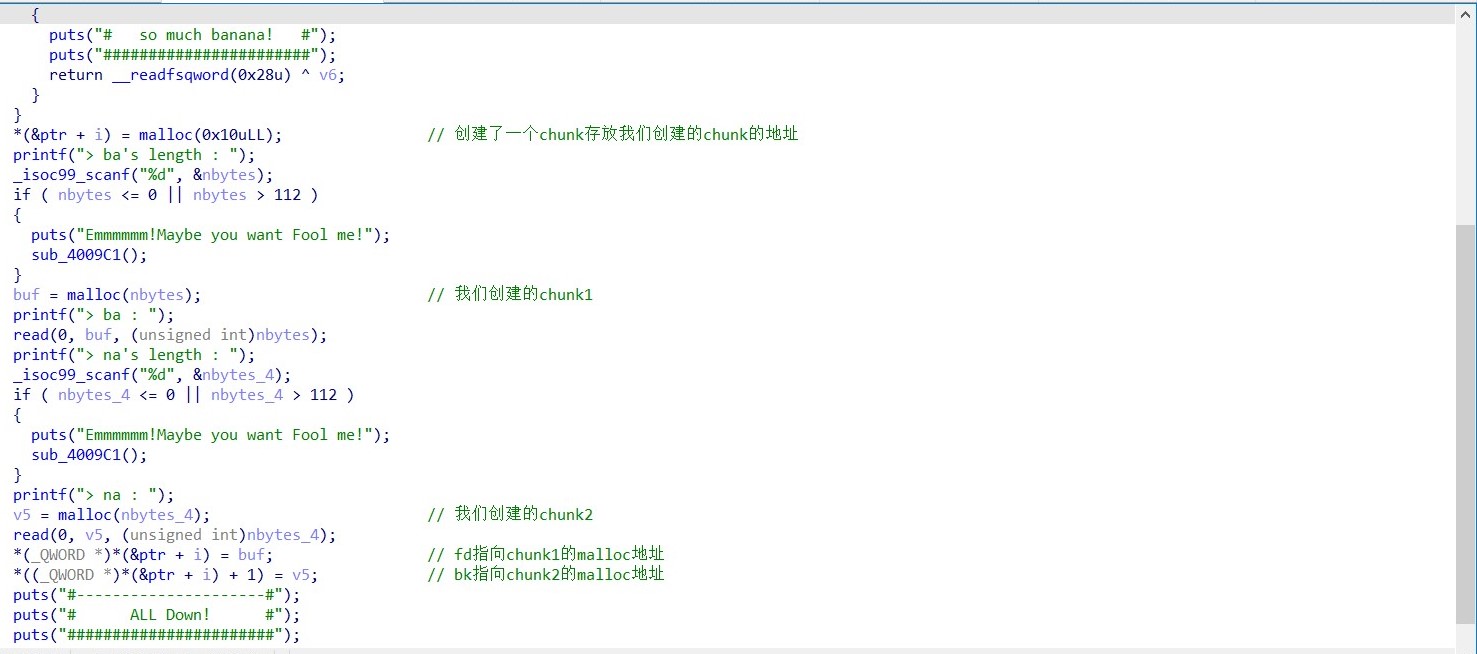 {
puts("#   so much banana!   #");
puts("#######################");
return __readfsqword(0x28u) ^ v6;
}
}
*(&ptr + i) = malloc(0x10uLL); // 创建了一个chunk存放我们创建的chunk的地址
printf("> ba's length : ");
_isoc99_scanf("%d", &nbytes);
if ( nbytes <= 0 || nbytes > 112 )
{
puts("Emmmmmm!Maybe you want Fool me!");
sub_4009C1();
}
buf = malloc(nbytes); // 我们创建的chunk1
printf("> ba : ");
read(0, buf, (unsigned int)nbytes);
printf("> na's length : ");
_isoc99_scanf("%d", &nbytes_4);
if ( nbytes_4 <= 0 || nbytes_4 > 112 )
{
puts("Emmmmmm!Maybe you want Fool me!");
sub_4009C1();
}
printf("> na : ");
v5 = malloc(nbytes_4); // 我们创建的chunk2
read(0, v5, (unsigned int)nbytes_4);
*(_QWORD *)*(&ptr + i) = buf; // fd指向chunk1的malloc地址
*((_QWORD *)*(&ptr + i) + 1) = v5; // bk指向chunk2的malloc地址
puts("#---------------------#");
puts("#      ALL Down!      #");
puts("#######################");